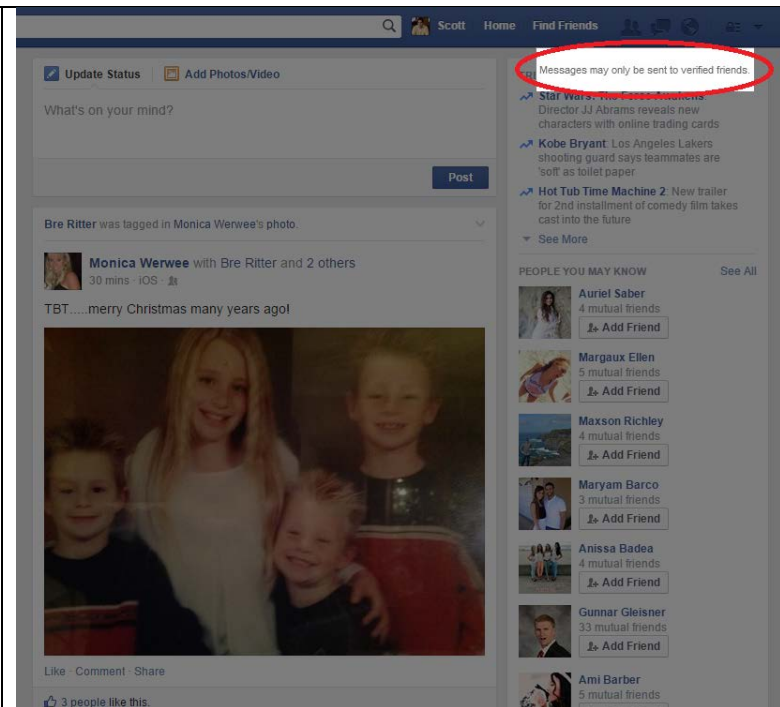 Scott Home Find Friends
Messages may only be sent to verified friends.
Update Status Add Photos/Video
What's on your mind?
Post
Bre Ritter was tagged in Monica Werwee's photo.
Monica Werwee with Bre Ritter and 2 others
30 mins · iOS ·
TBT.....merry Christmas many years ago!
Like · Comment · Share
3 people like this.
Star Wars: The Force Awakens:
Director JJ Abrams reveals new
characters with online trading cards
Kobe Bryant: Los Angeles Lakers
shooting guard says teammates are
'soft' as toilet paper
Hot Tub Time Machine 2: New trailer
for 2nd installment of comedy film takes
cast into the future
See More
PEOPLE YOU MAY KNOW See All
Auriel Saber
4 mutual friends
Add Friend
Margaux Ellen
5 mutual friends
Add Friend
Maxson Richley
4 mutual friends
Add Friend
Maryam Barco
3 mutual friends
Add Friend
Anissa Badea
4 mutual friends
Add Friend
Gunnar Gleisner
33 mutual friends
Add Friend
Ami Barber
5 mutual friends